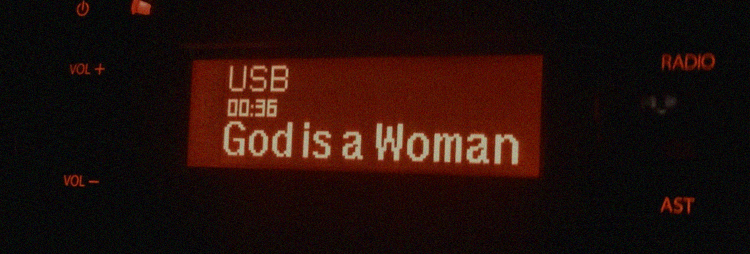 VOL +
RADIO
USB
00:36
God is a Woman
VOL −
AST